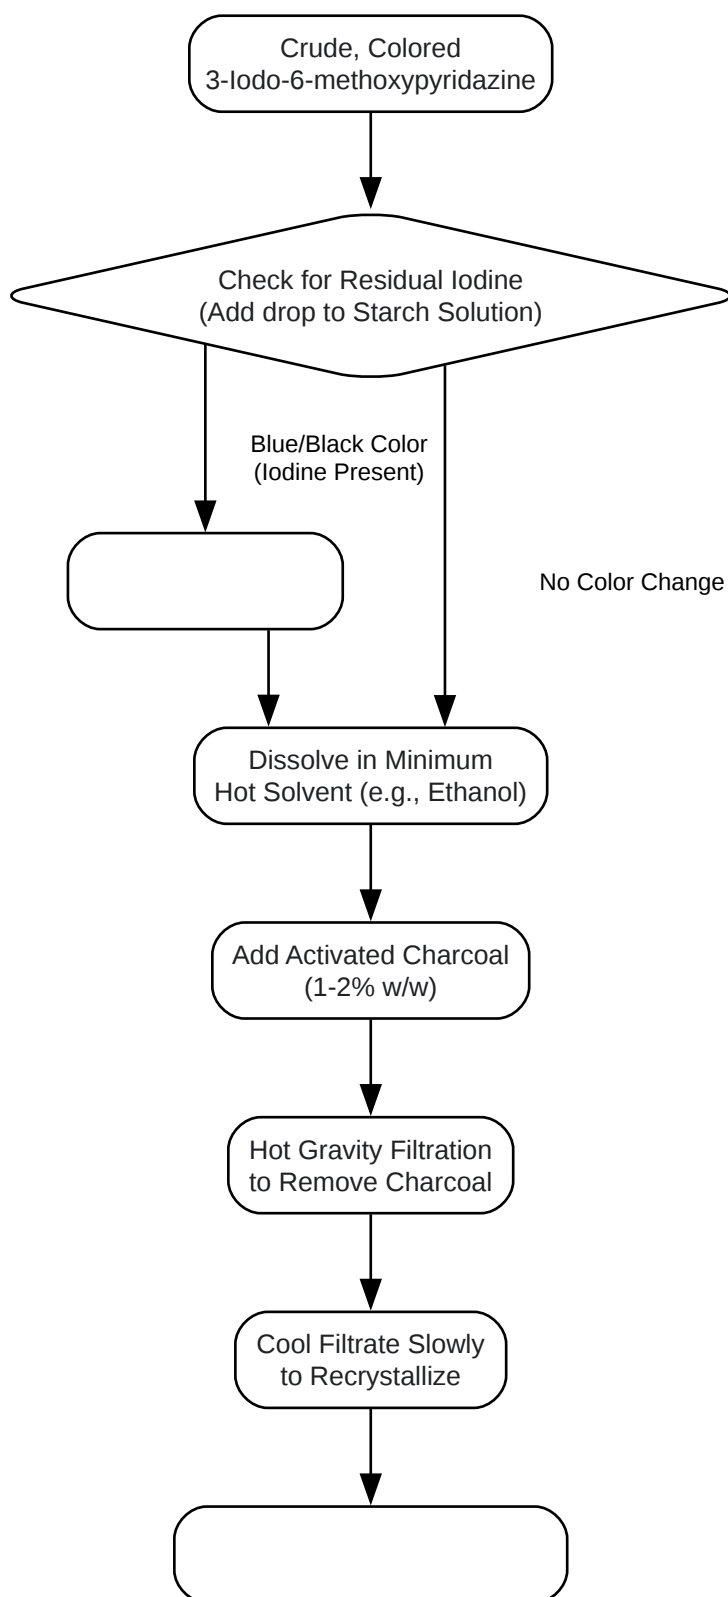 Crude, Colored
3-Iodo-6-methoxypyridazine
Check for Residual Iodine
(Add drop to Starch Solution)
Blue/Black Color
(Iodine Present)
No Color Change
Dissolve in Minimum
Hot Solvent (e.g., Ethanol)
Add Activated Charcoal
(1-2% w/w)
Hot Gravity Filtration
to Remove Charcoal
Cool Filtrate Slowly
to Recrystallize